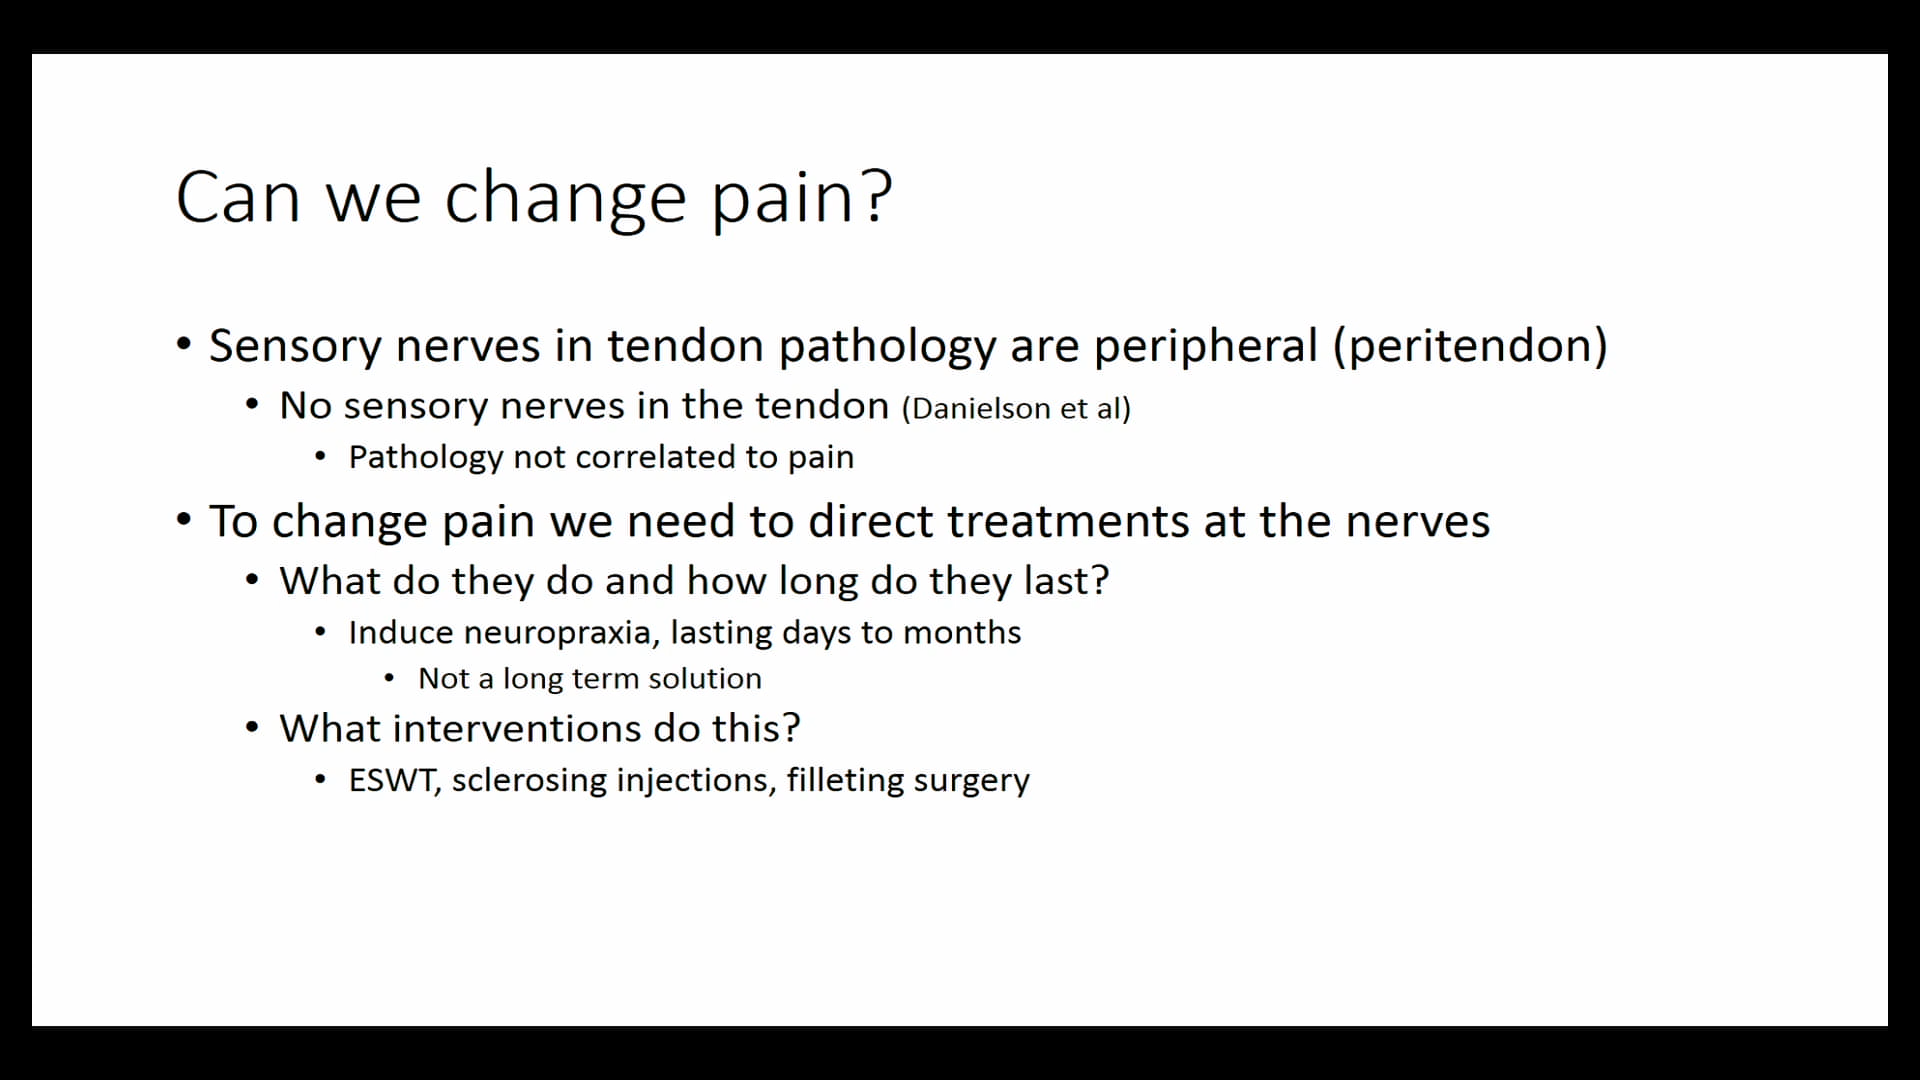 Can we change pain?
• Sensory nerves in tendon pathology are peripheral (peritendon)
• No sensory nerves in the tendon (Danielson et al)
• Pathology not correlated to pain
• To change pain we need to direct treatments at the nerves
• What do they do and how long do they last?
• Induce neuropraxia, lasting days to months
• Not a long term solution
• What interventions do this?
• ESWT, sclerosing injections, filleting surgery